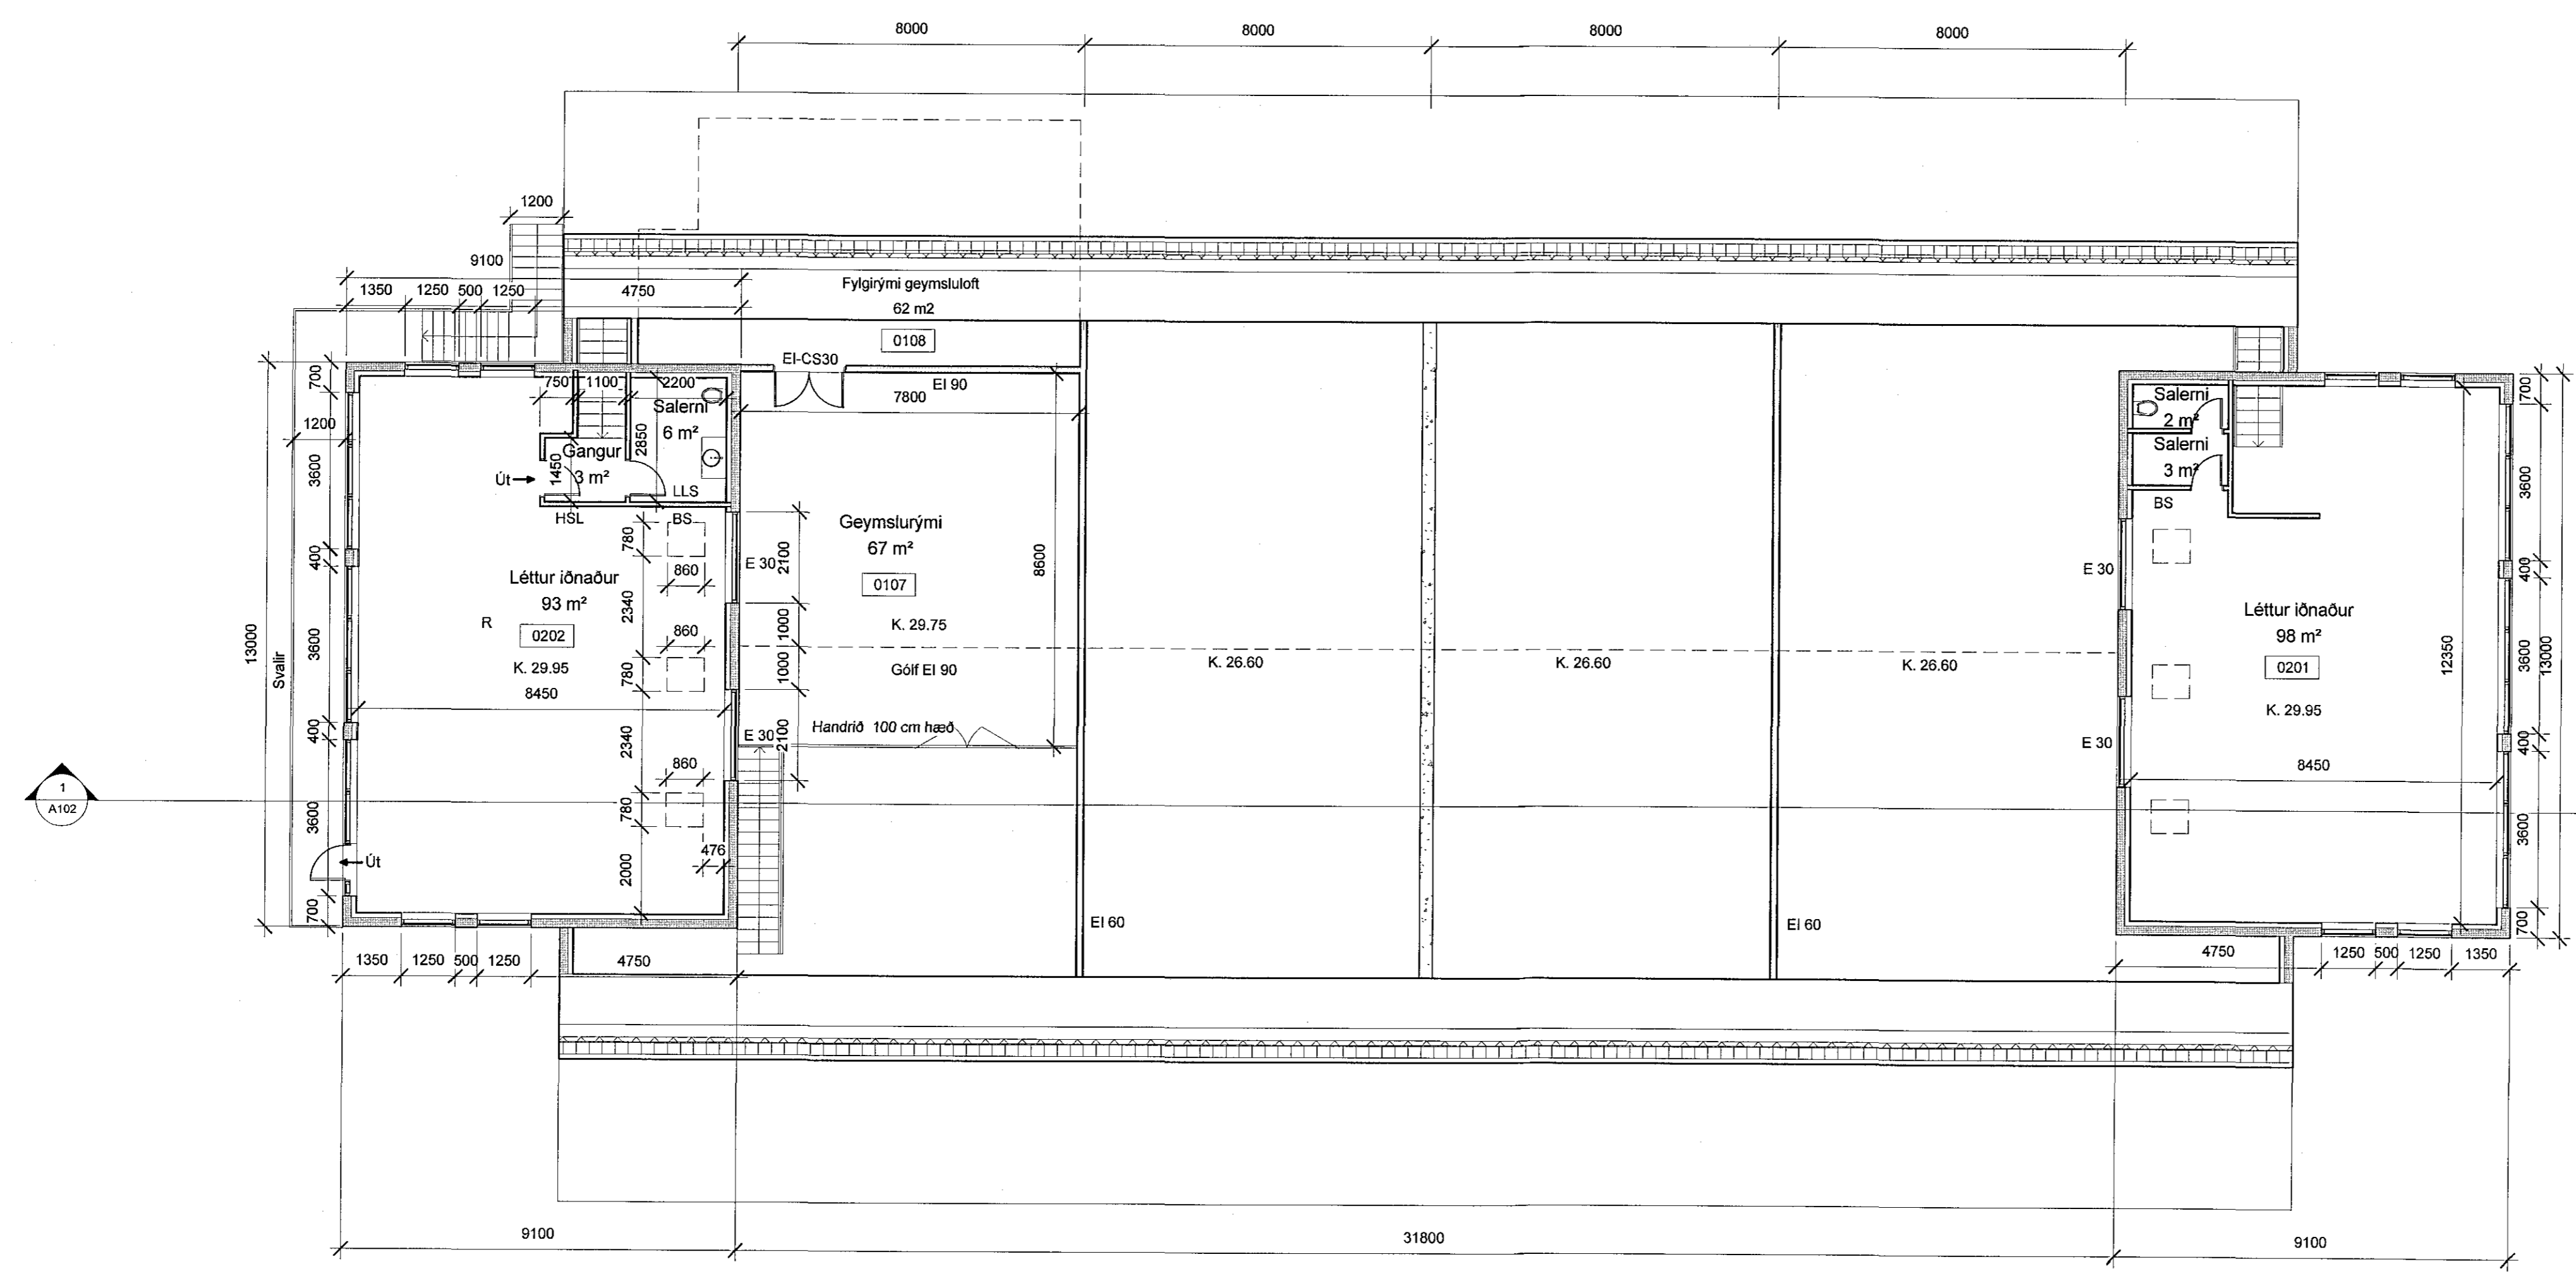 8000
8000
8000
8000
1200
9100
1350
1250
500
1250
4750
Fylgirými geymsluloft
62 m2
0108
EI-CS30
EI 90
7800
750
1100
2200
Salerni
6 m²
2850
Gangur
3 m²
1450
Út
LLS
HSL
BS
700
1200
3600
400
3600
400
3600
700
13000
Svalir
Léttur iðnaður
93 m²
R
0202
K. 29.95
8450
780
860
2340
860
780
2340
860
780
476
2000
Út
E 30
2100
1000
1000
2100
E 30
Geymslurými
67 m²
0107
K. 29.75
Gólf EI 90
8600
Handrið 100 cm hæð
K. 26.60
K. 26.60
K. 26.60
EI 60
EI 60
Salerni
2 m²
Salerni
3 m²
BS
E 30
E 30
Léttur iðnaður
98 m²
0201
K. 29.95
8450
12350
700
3600
400
3600
400
3600
700
13000
1
A102
1350
1250
500
1250
4750
4750
1250
500
1250
1350
9100
31800
9100